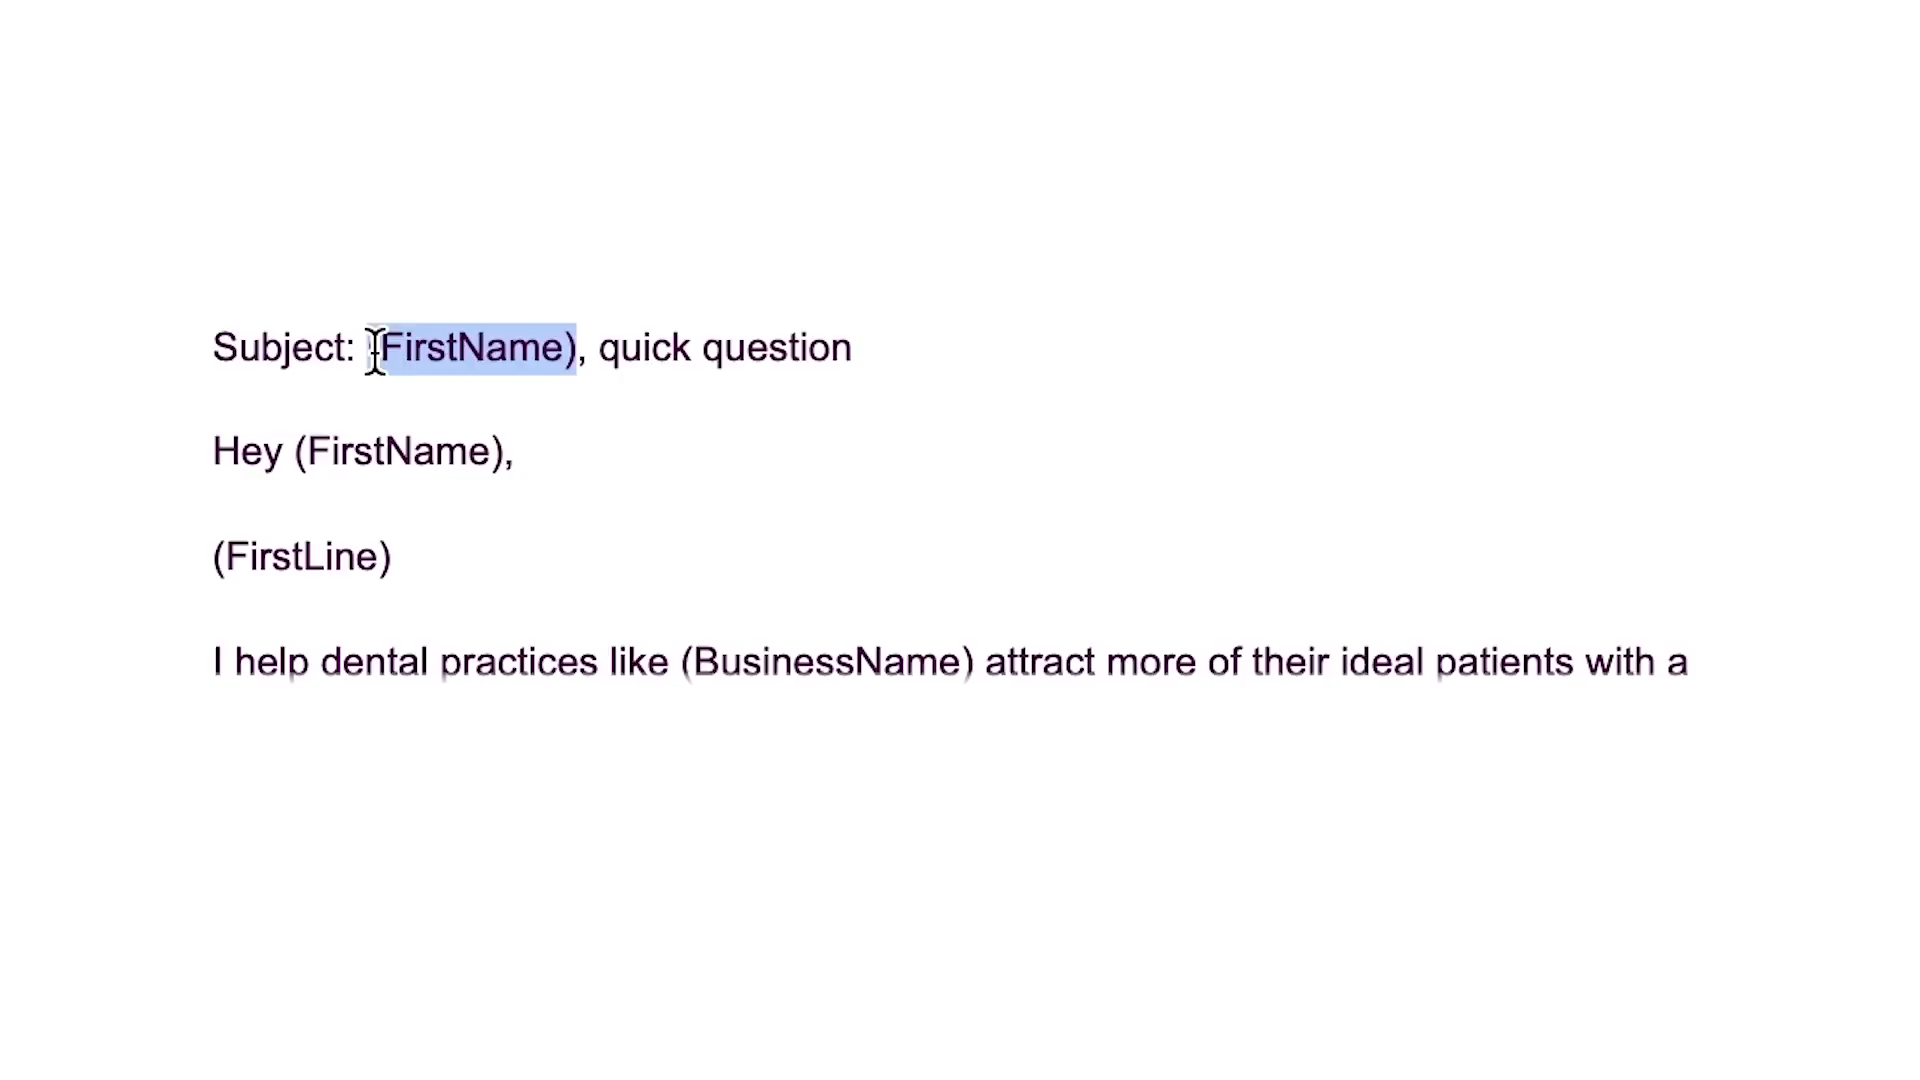 Subject: (FirstName), quick question
Hey (FirstName),
(FirstLine)
I help dental practices like (BusinessName) attract more of their ideal patients with a